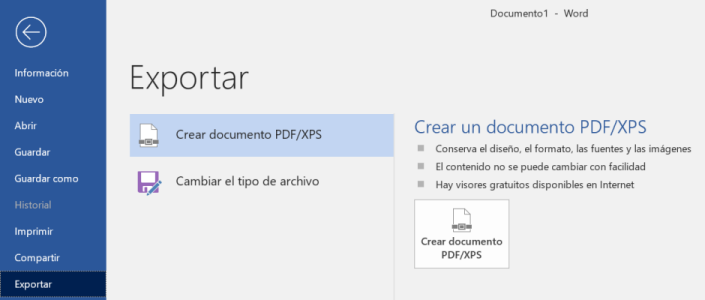 Documento1 - Word
Información
Nuevo
Abrir
Guardar
Guardar como
Historial
Imprimir
Compartir
Exportar
Exportar
Crear documento PDF/XPS
Cambiar el tipo de archivo
Crear un documento PDF/XPS
Conserva el diseño, el formato, las fuentes y las imágenes
El contenido no se puede cambiar con facilidad
Hay visores gratuitos disponibles en Internet
Crear documento
PDF/XPS